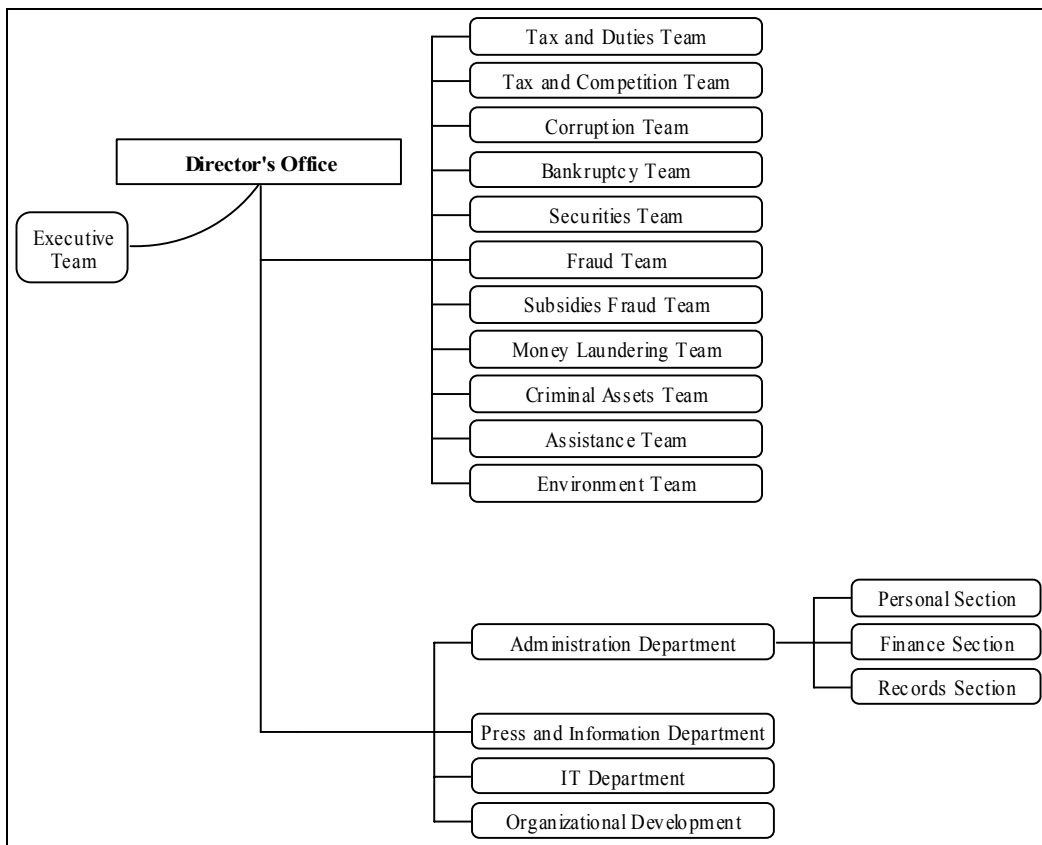 Tax and Duties Team
Tax and Competition Team
Corruption Team
Director's Office
Bankruptcy Team
Executive
Team
Securities Team
Fraud Team
Subsidies Fraud Team
Money Laundering Team
Criminal Assets Team
Assistance Team
Environment Team
Administration Department
Personal Section
Finance Section
Records Section
Press and Information Department
IT Department
Organizational Development